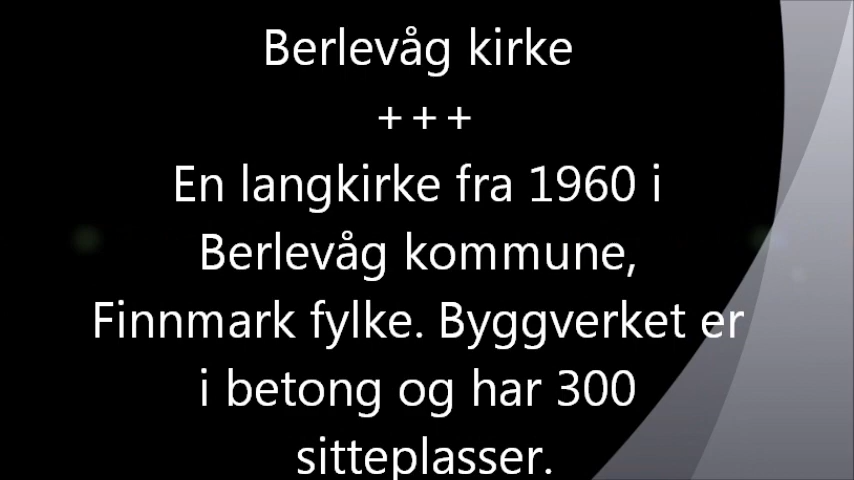 Berlevåg kirke
+++
En langkirke fra 1960 i
Berlevåg kommune,
Finnmark fylke. Byggverket er
i betong og har 300
sitteplasser.